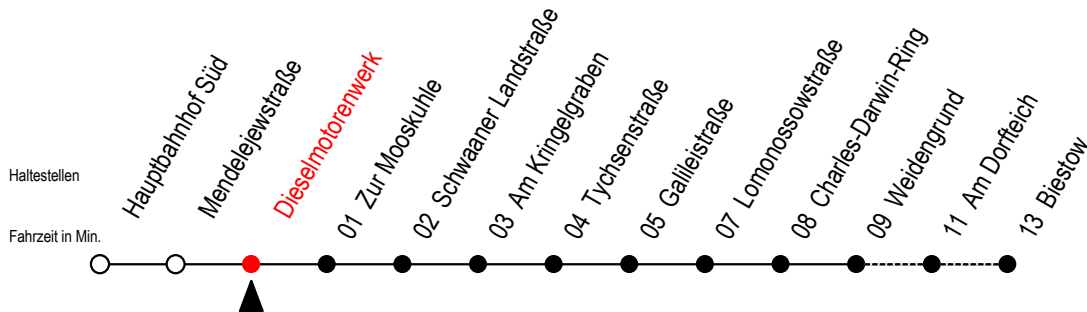 Haltestellen
Fahrzeit in Min.
Hauptbahnhof Süd
Mendelejewstraße
Dieselmotorenwerk
01 Zur Mooskuhle
02 Schwaaner Landstraße
03 Am Kringelgraben
04 Tychsenstraße
05 Galileistraße
07 Lomonossowstraße
08 Charles-Darwin-Ring
09 Weidengrund
11 Am Dorfteich
13 Biestow